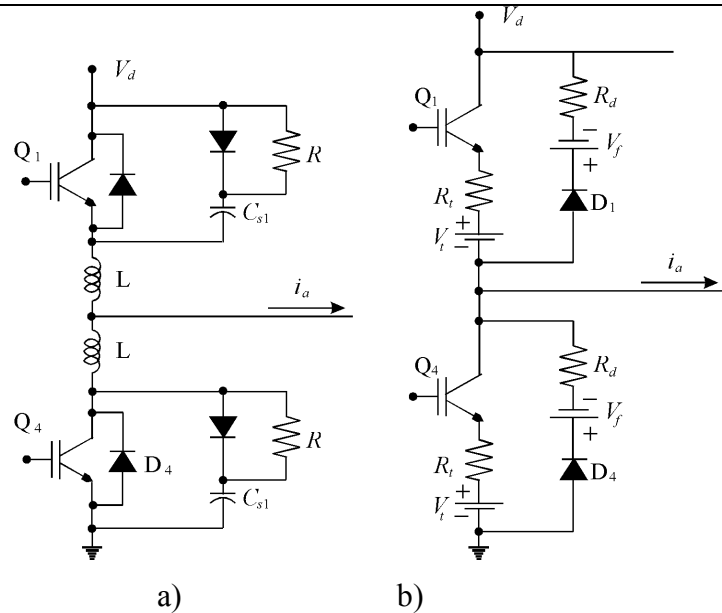 V_d
Q_1
R
C_s1
L
i_a
L
Q_4
D_4
R
C_s1
a)
V_d
Q_1
R_d
−
V_f
+
R_t
D_1
+
V_t
−
i_a
Q_4
R_d
−
V_f
+
R_t
D_4
+
V_t
−
b)